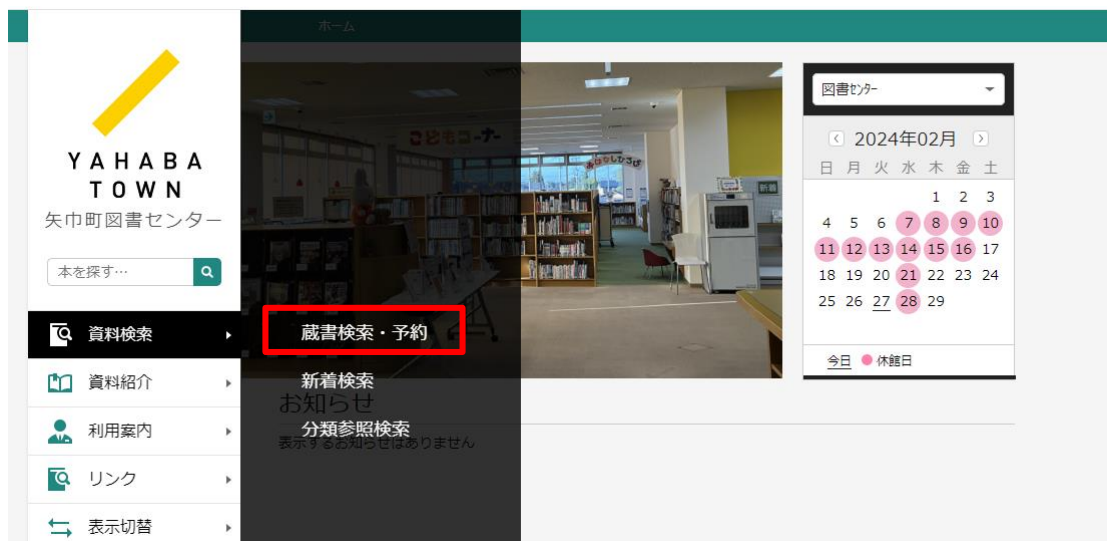 ホーム
YAHABA
TOWN
矢巾町図書センター
本を探す…
資料検索
資料紹介
利用案内
リンク
表示切替
こどもコーナー
蔵書検索・予約
新着検索
分類参照検索
お知らせ
表示するお知らせはありません
新着
図書ｾﾝﾀｰ
2024年02月
日 月 火 水 木 金 土
1 2 3
4 5 6 7 8 9 10
11 12 13 14 15 16 17
18 19 20 21 22 23 24
25 26 27 28 29
今日 休館日